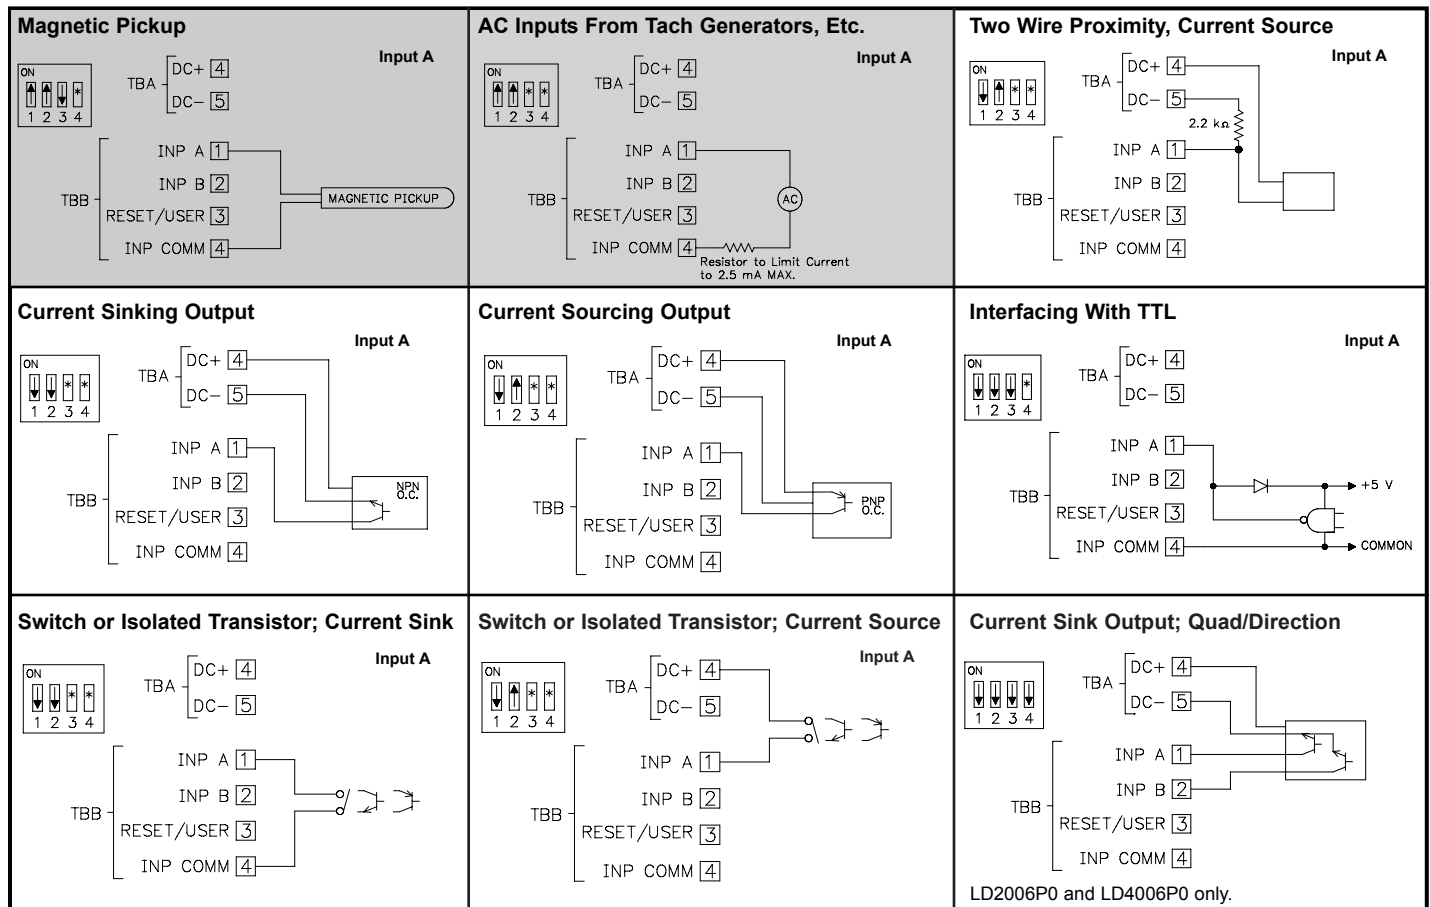 Magnetic Pickup
Input A
ON
* 
1 2 3 4
TBA
DC+ 4
DC− 5
TBB
INP A 1
INP B 2
RESET/USER 3
INP COMM 4
MAGNETIC PICKUP
AC Inputs From Tach Generators, Etc.
Input A
ON
* *
1 2 3 4
TBA
DC+ 4
DC− 5
TBB
INP A 1
INP B 2
RESET/USER 3
INP COMM 4
AC
Resistor to Limit Current
to 2.5 mA MAX.
Two Wire Proximity, Current Source
Input A
ON
* *
1 2 3 4
TBA
DC+ 4
DC− 5
2.2 kΩ
TBB
INP A 1
INP B 2
RESET/USER 3
INP COMM 4
Current Sinking Output
Input A
ON
* *
1 2 3 4
TBA
DC+ 4
DC− 5
TBB
INP A 1
INP B 2
RESET/USER 3
INP COMM 4
NPN
O.C.
Current Sourcing Output
Input A
ON
* *
1 2 3 4
TBA
DC+ 4
DC− 5
TBB
INP A 1
INP B 2
RESET/USER 3
INP COMM 4
PNP
O.C.
Interfacing With TTL
Input A
ON
*
1 2 3 4
TBA
DC+ 4
DC− 5
TBB
INP A 1
INP B 2
RESET/USER 3
INP COMM 4
+5 V
COMMON
Switch or Isolated Transistor; Current Sink
Input A
ON
* *
1 2 3 4
TBA
DC+ 4
DC− 5
TBB
INP A 1
INP B 2
RESET/USER 3
INP COMM 4
Switch or Isolated Transistor; Current Source
Input A
ON
* *
1 2 3 4
TBA
DC+ 4
DC− 5
TBB
INP A 1
INP B 2
RESET/USER 3
INP COMM 4
Current Sink Output; Quad/Direction
ON
1 2 3 4
TBA
DC+ 4
DC− 5
TBB
INP A 1
INP B 2
RESET/USER 3
INP COMM 4
LD2006P0 and LD4006P0 only.